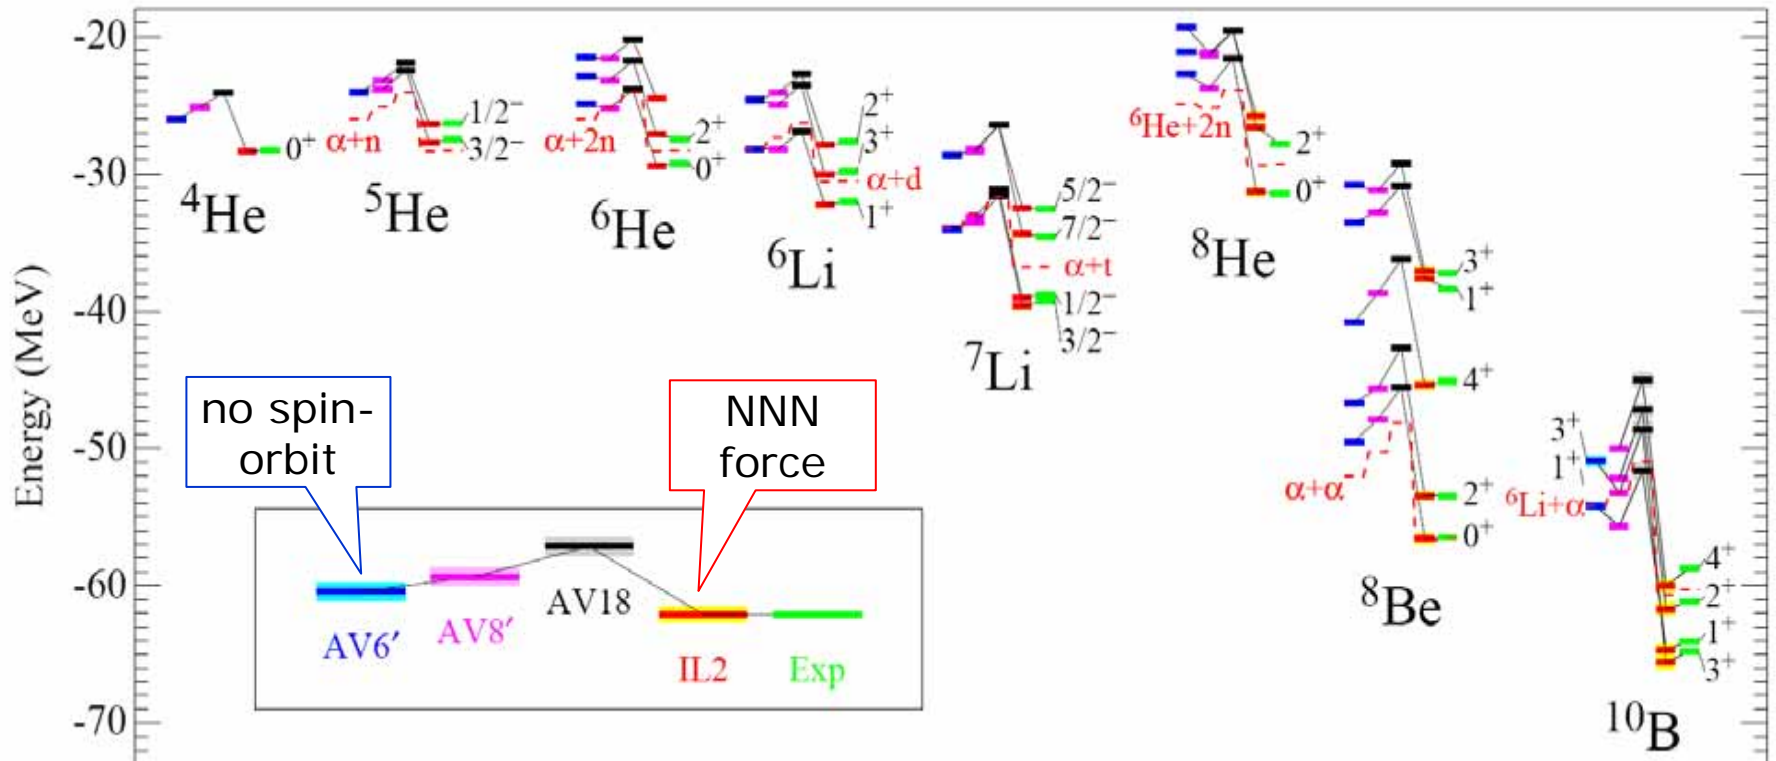 Energy (MeV)
-20
-30
-40
-50
-60
-70
0⁺
⁴He
α+n
1/2⁻
3/2⁻
⁵He
α+2n
2⁺
0⁺
⁶He
2⁺
3⁺
α+d
1⁺
⁶Li
5/2⁻
7/2⁻
α+t
1/2⁻
3/2⁻
⁷Li
⁶He+2n
2⁺
0⁺
⁸He
3⁺
1⁺
4⁺
α+α
2⁺
0⁺
⁸Be
3⁺
1⁺
⁶Li+α
4⁺
2⁺
1⁺
3⁺
¹⁰B
no spin-
orbit
NNN
force
AV6′
AV8′
AV18
IL2
Exp